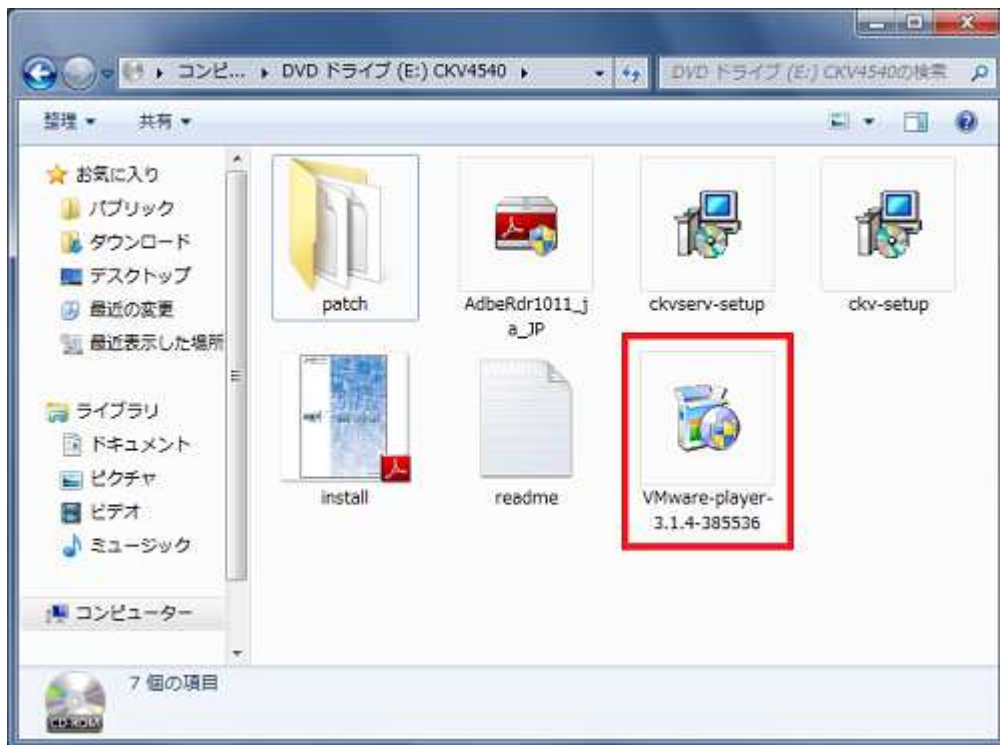 コンピ... ▸ DVD ドライブ (E:) CKV4540 ▸
DVD ドライブ (E:) CKV4540の検索
整理
共有
お気に入り
パブリック
ダウンロード
デスクトップ
最近の変更
最近表示した場所
ライブラリ
ドキュメント
ピクチャ
ビデオ
ミュージック
コンピューター
patch
AdbeRdr1011_j
a_JP
ckvserv-setup
ckv-setup
install
readme
VMware-player-
3.1.4-385536
7 個の項目
CD-ROM